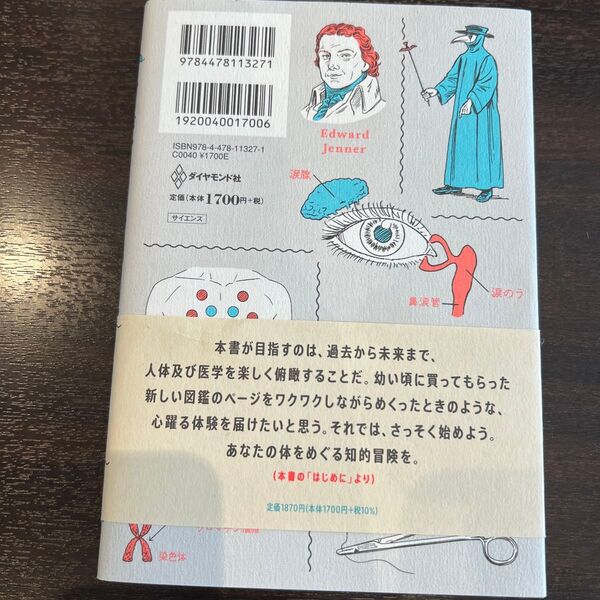 9784478113271
1920040017006
ISBN978-4-478-11327-1
C0040 ¥1700E
ダイヤモンド社
定価(本体1700円+税)
サイエンス
Edward
Jenner
涙腺
涙のう
鼻涙管
本書が目指すのは、過去から未来まで、
人体及び医学を楽しく俯瞰することだ。幼い頃に買ってもらった
新しい図鑑のページをワクワクしながらめくったときのような、
心躍る体験を届けたいと思う。それでは、さっそく始めよう。
あなたの体をめぐる知的冒険を。
(本書の「はじめに」より)
定価1870円(本体1700円+税10%)
染色体